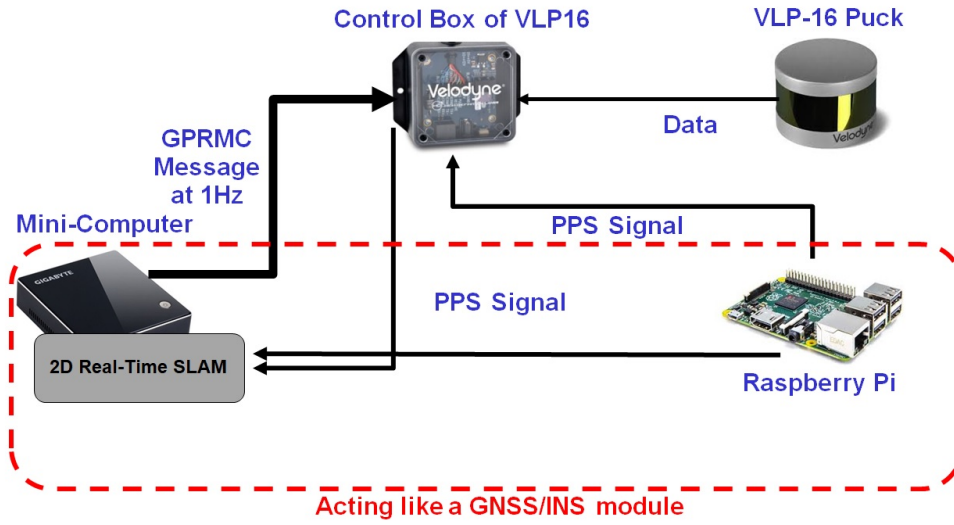 Control Box of VLP16
VLP-16 Puck
Velodyne
Data
Velodyne
GPRMC
Message
at 1Hz
Mini-Computer
PPS Signal
GIGABYTE
PPS Signal
2D Real-Time SLAM
Raspberry Pi
Acting like a GNSS/INS module